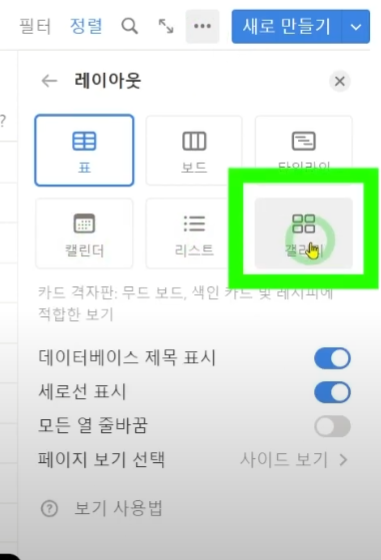 필터 정렬 새로 만들기
레이아웃
?
표 보드
캘린더 리스트
카드 격자판: 무드 보드, 색인 카드 및 레시피에
적합한 보기
데이터베이스 제목 표시
세로선 표시
모든 열 줄바꿈
페이지 보기 선택 사이드 보기
보기 사용법